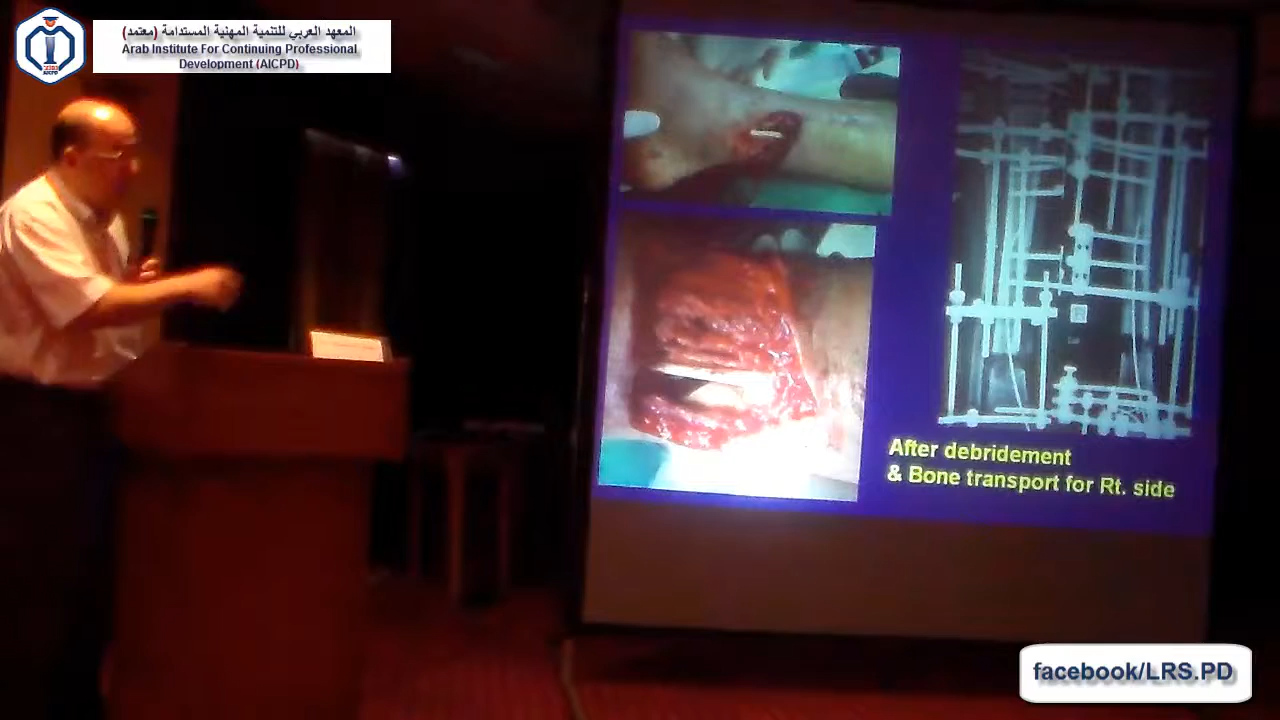 المعهد العربي للتنمية المهنية المستدامة (معتمد)
Arab Institute For Continuing Professional
Development (AICPD)
AICPD
After debridement
& Bone transport for Rt. side
facebook/LRS.PD